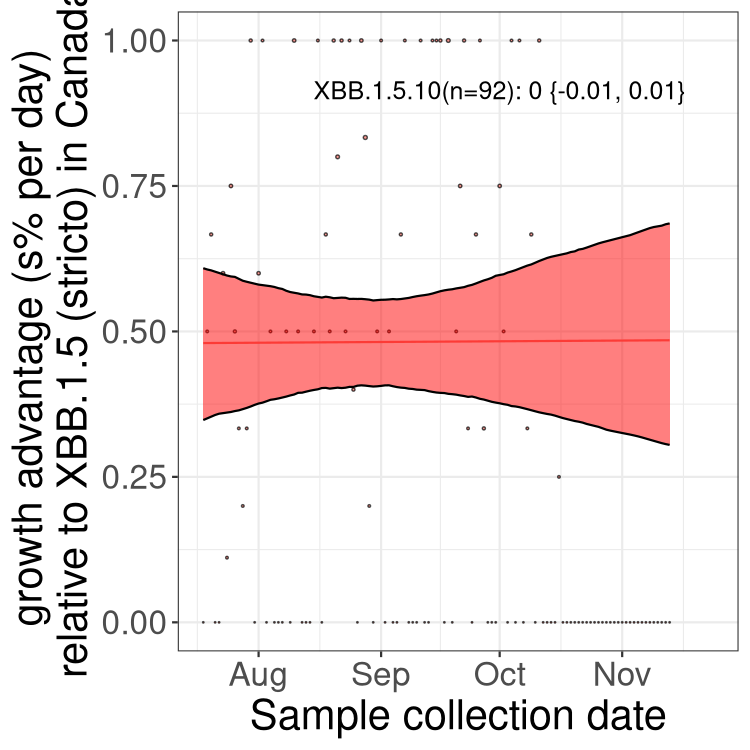 growth advantage (s% per day)
relative to XBB.1.5 (stricto) in Canada
1.00
0.75
0.50
0.25
0.00
XBB.1.5.10(n=92): 0 {-0.01, 0.01}
Aug Sep Oct Nov
Sample collection date